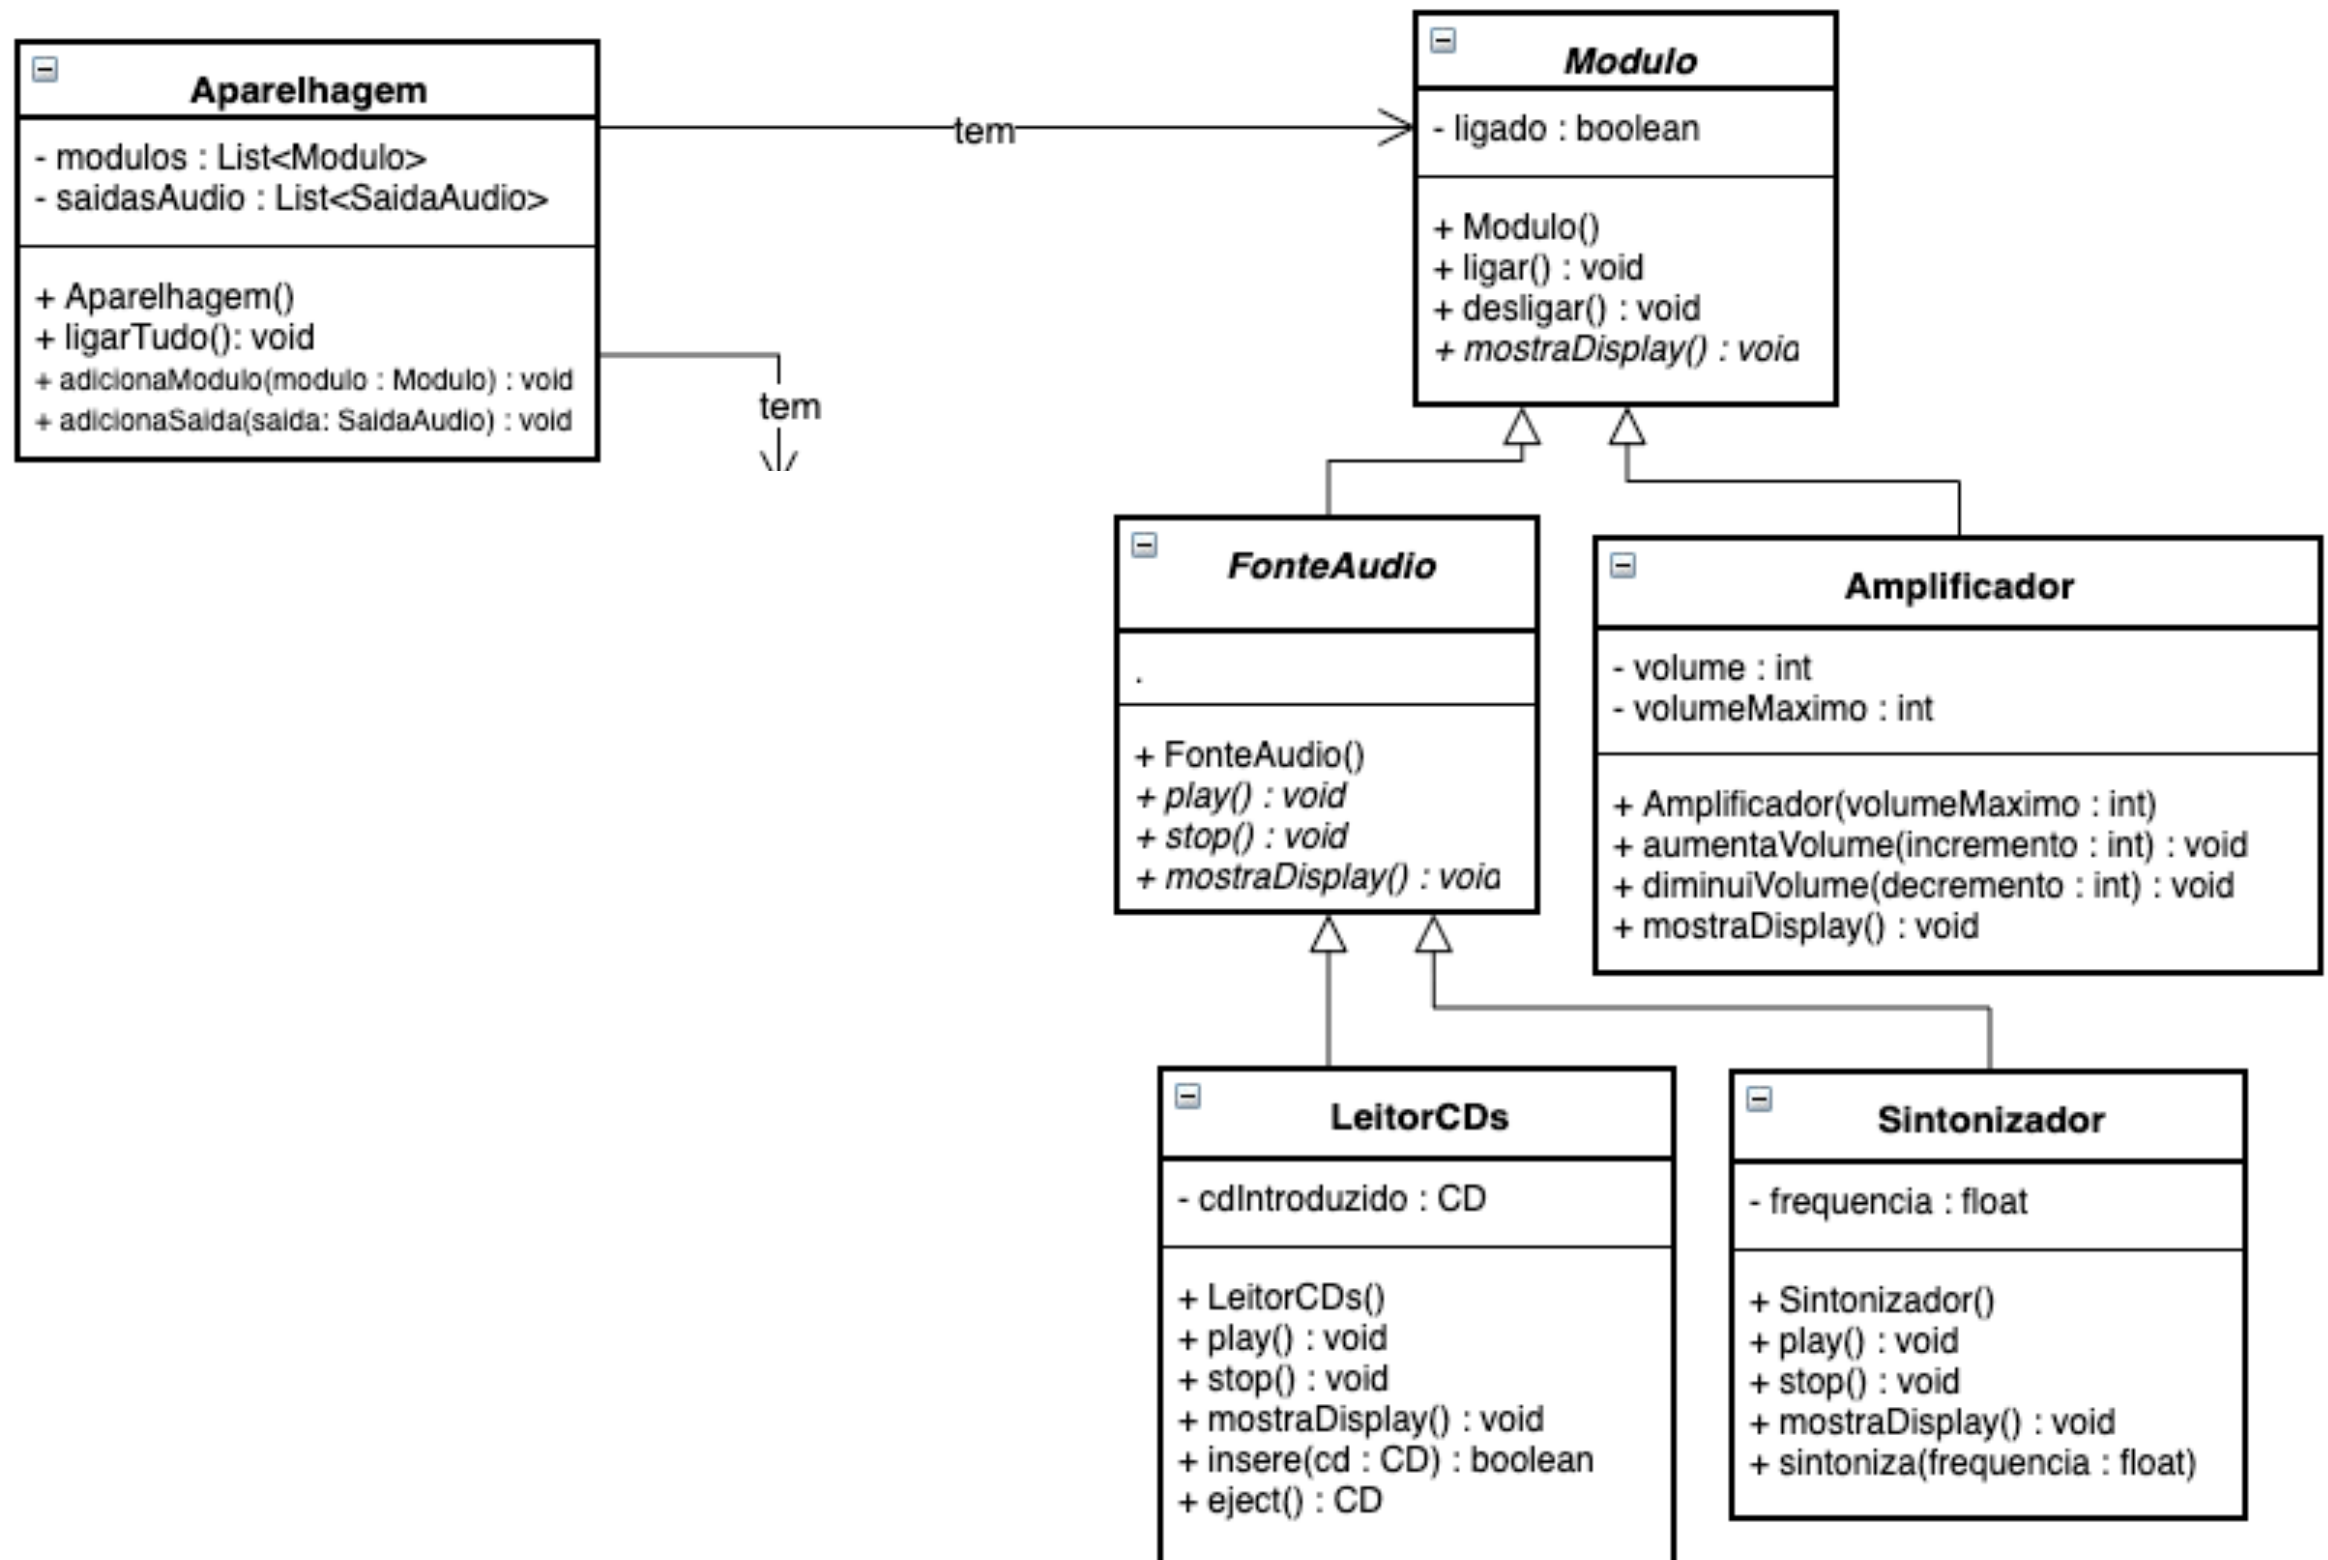 Aparelhagem
- modulos : List<Modulo>
- saidasAudio : List<SaidaAudio>
+ Aparelhagem()
+ ligarTudo(): void
+ adicionaModulo(modulo : Modulo) : void
+ adicionaSaida(saida: SaidaAudio) : void
tem
tem
Modulo
- ligado : boolean
+ Modulo()
+ ligar() : void
+ desligar() : void
+ mostraDisplay() : void
FonteAudio
.
+ FonteAudio()
+ play() : void
+ stop() : void
+ mostraDisplay() : void
Amplificador
- volume : int
- volumeMaximo : int
+ Amplificador(volumeMaximo : int)
+ aumentaVolume(incremento : int) : void
+ diminuiVolume(decremento : int) : void
+ mostraDisplay() : void
LeitorCDs
- cdIntroduzido : CD
+ LeitorCDs()
+ play() : void
+ stop() : void
+ mostraDisplay() : void
+ insere(cd : CD) : boolean
+ eject() : CD
Sintonizador
- frequencia : float
+ Sintonizador()
+ play() : void
+ stop() : void
+ mostraDisplay() : void
+ sintoniza(frequencia : float)